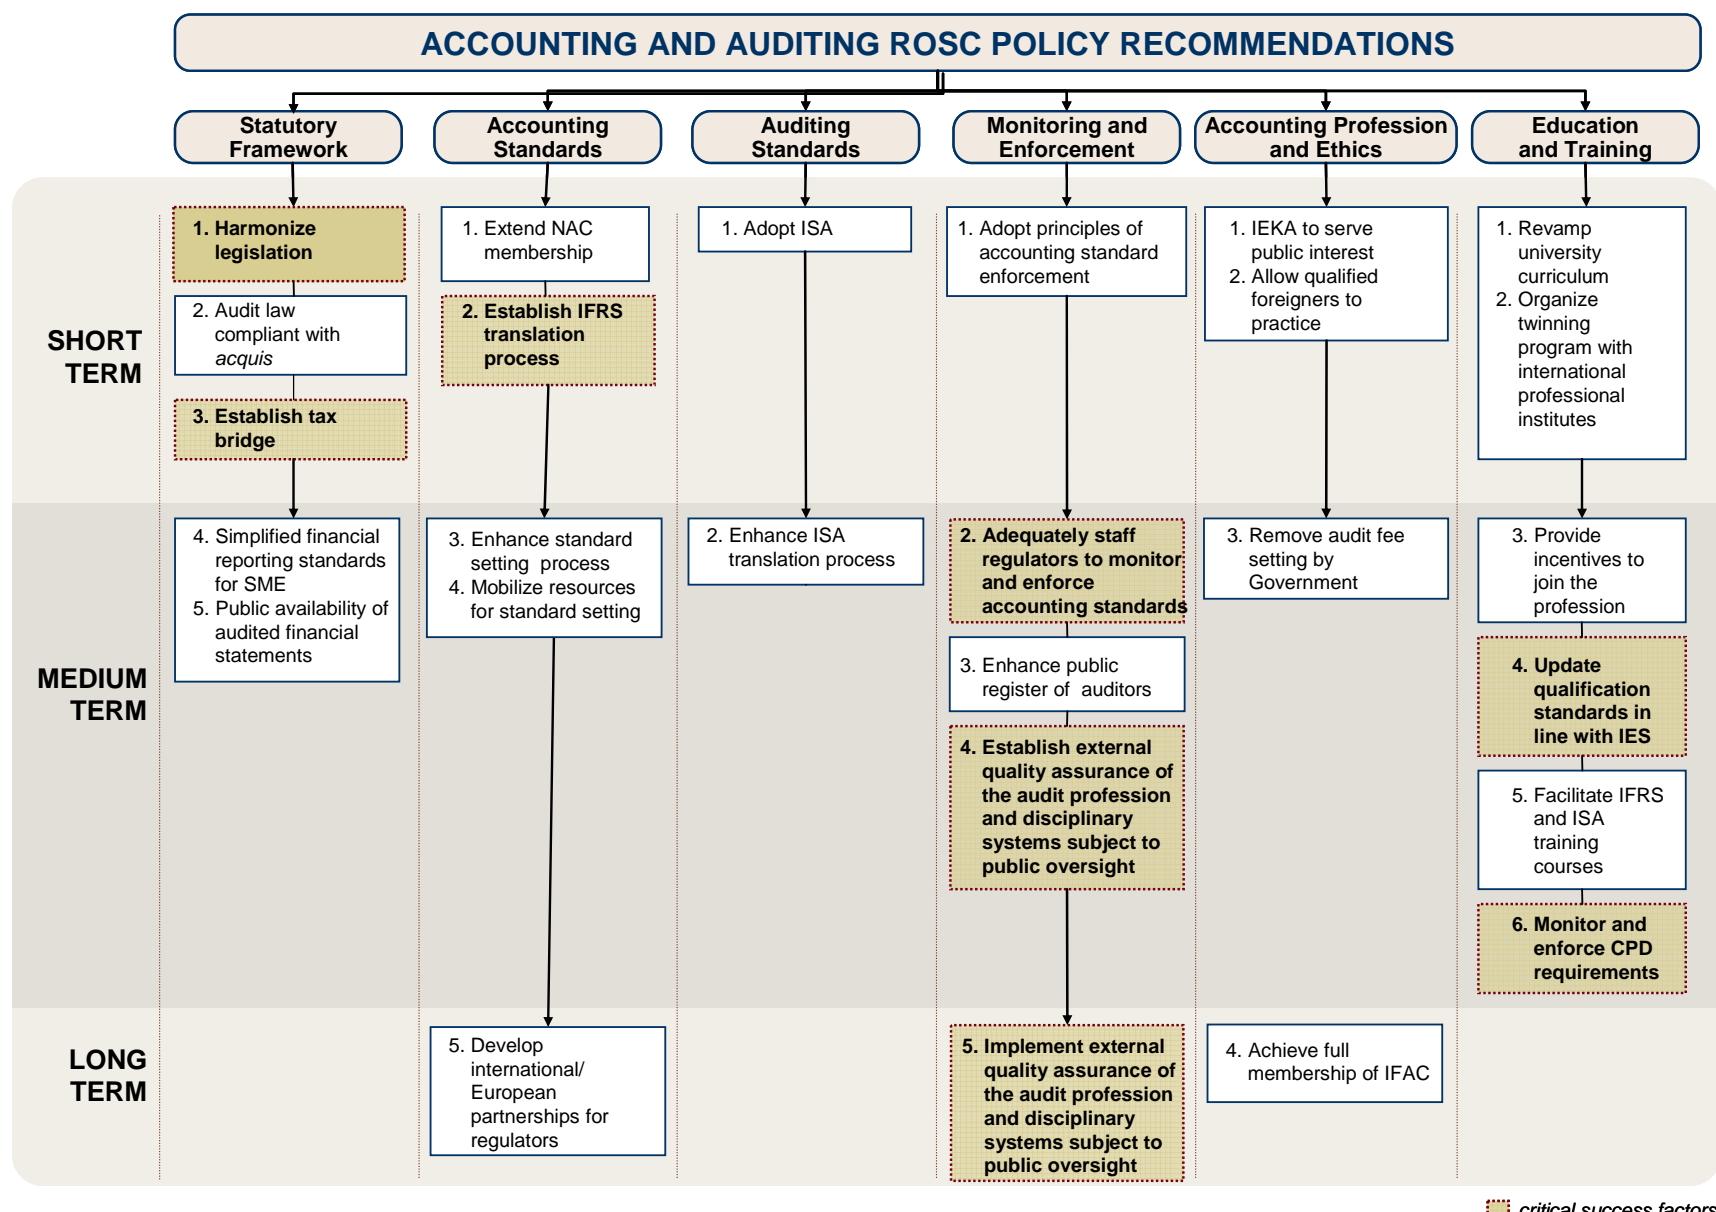 ACCOUNTING AND AUDITING ROSC POLICY RECOMMENDATIONS
Statutory
Framework
Accounting
Standards
Auditing
Standards
Monitoring and
Enforcement
Accounting Profession
and Ethics
Education
and Training
SHORT
TERM
1. Harmonize
legislation
2. Audit law
compliant with
acquis
3. Establish tax
bridge
1. Extend NAC
membership
2. Establish IFRS
translation
process
1. Adopt ISA
1. Adopt principles of
accounting standard
enforcement
1. IEKA to serve
public interest
2. Allow qualified
foreigners to
practice
1. Revamp
university
curriculum
2. Organize
twinning
program with
international
professional
institutes
MEDIUM
TERM
4. Simplified financial
reporting standards
for SME
5. Public availability of
audited financial
statements
3. Enhance standard
setting process
4. Mobilize resources
for standard setting
2. Enhance ISA
translation process
2. Adequately staff
regulators to monitor
and enforce
accounting standards
3. Enhance public
register of auditors
4. Establish external
quality assurance of
the audit profession
and disciplinary
systems subject to
public oversight
3. Remove audit fee
setting by
Government
3. Provide
incentives to
join the
profession
4. Update
qualification
standards in
line with IES
5. Facilitate IFRS
and ISA
training
courses
6. Monitor and
enforce CPD
requirements
LONG
TERM
5. Develop
international/
European
partnerships for
regulators
5. Implement external
quality assurance of
the audit profession
and disciplinary
systems subject to
public oversight
4. Achieve full
membership of IFAC
critical success factors